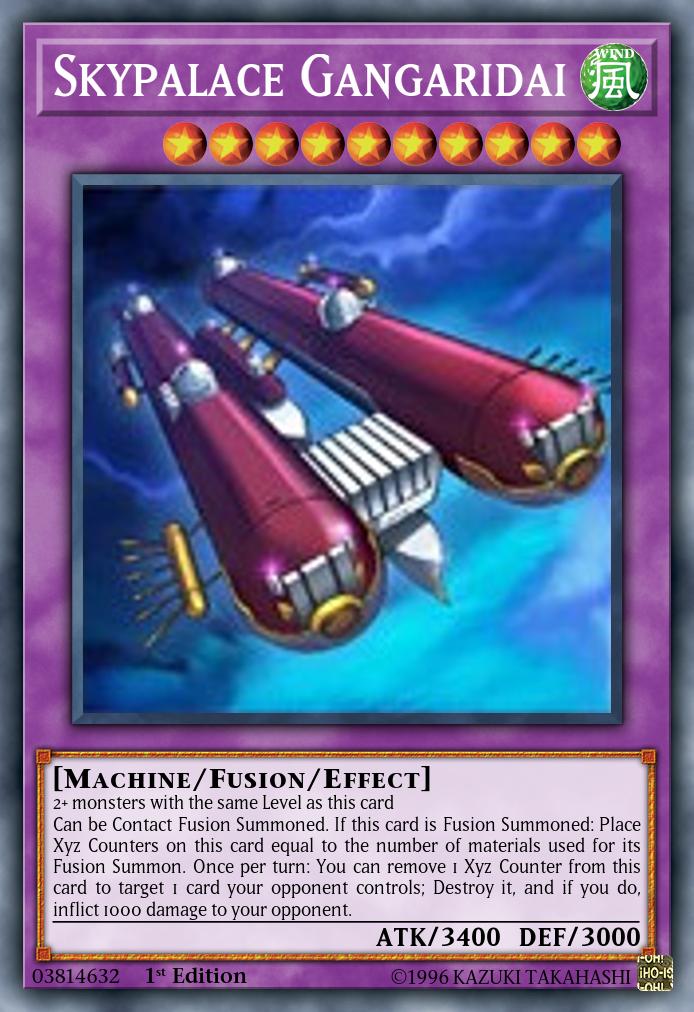 Skypalace Gangaridai
WIND
風
[Machine/Fusion/Effect]
2+ monsters with the same Level as this card
Can be Contact Fusion Summoned. If this card is Fusion Summoned: Place
Xyz Counters on this card equal to the number of materials used for its
Fusion Summon. Once per turn: You can remove 1 Xyz Counter from this
card to target 1 card your opponent controls; Destroy it, and if you do,
inflict 1000 damage to your opponent.
ATK/3400 DEF/3000
03814632 1st Edition ©1996 KAZUKI TAKAHASHI